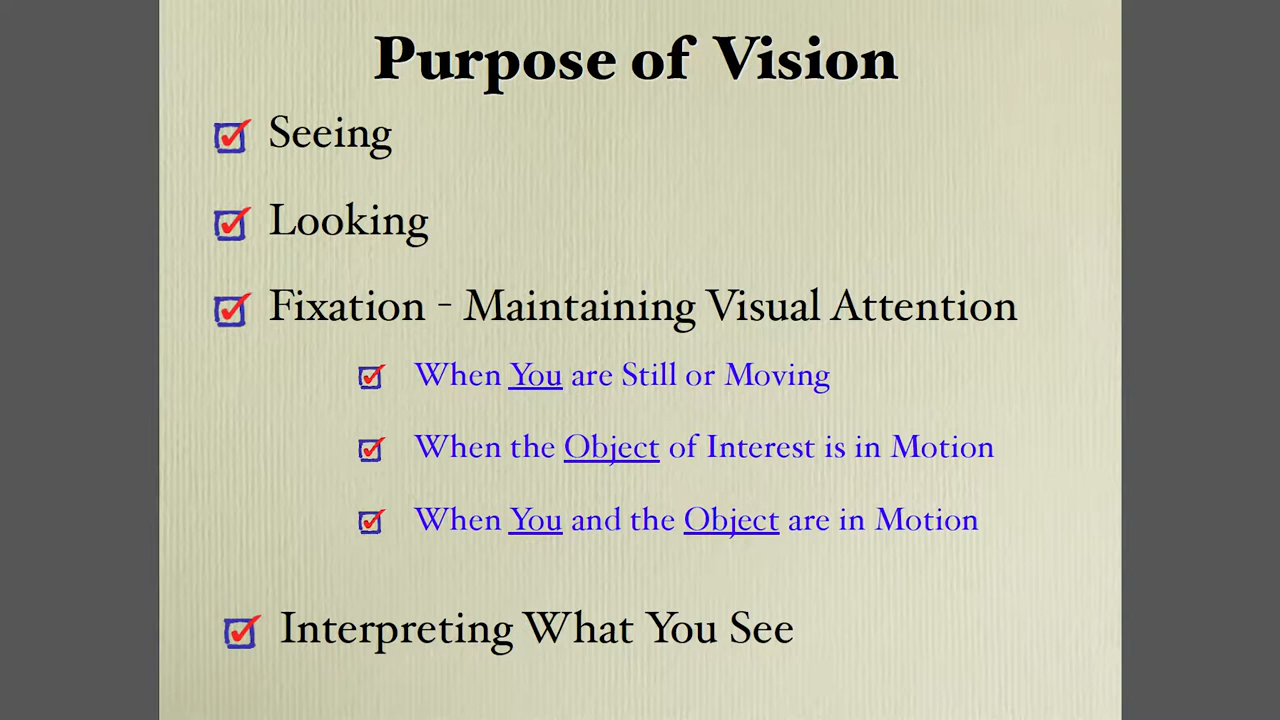 Purpose of Vision
Seeing
Looking
Fixation - Maintaining Visual Attention
When You are Still or Moving
When the Object of Interest is in Motion
When You and the Object are in Motion
Interpreting What You See